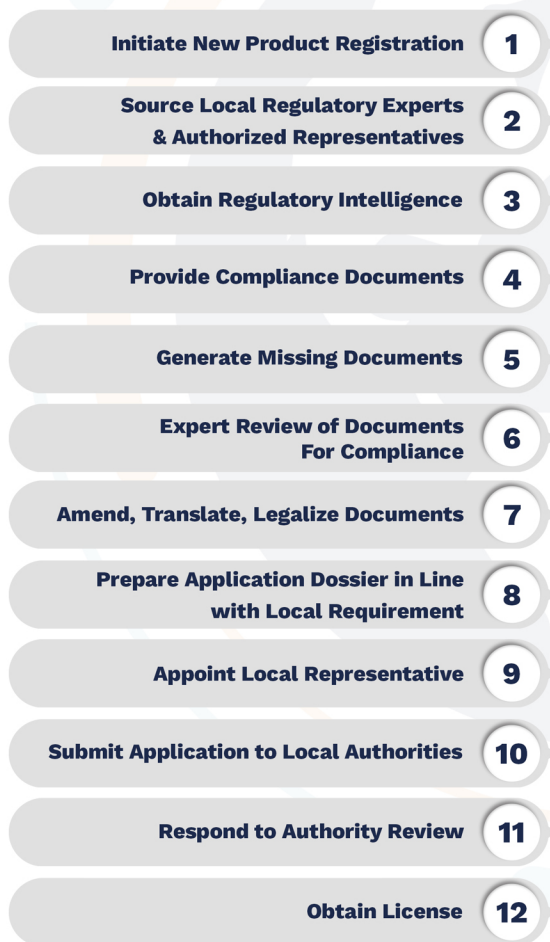 Initiate New Product Registration 1
Source Local Regulatory Experts
& Authorized Representatives 2
Obtain Regulatory Intelligence 3
Provide Compliance Documents 4
Generate Missing Documents 5
Expert Review of Documents
For Compliance 6
Amend, Translate, Legalize Documents 7
Prepare Application Dossier in Line
with Local Requirement 8
Appoint Local Representative 9
Submit Application to Local Authorities 10
Respond to Authority Review 11
Obtain License 12